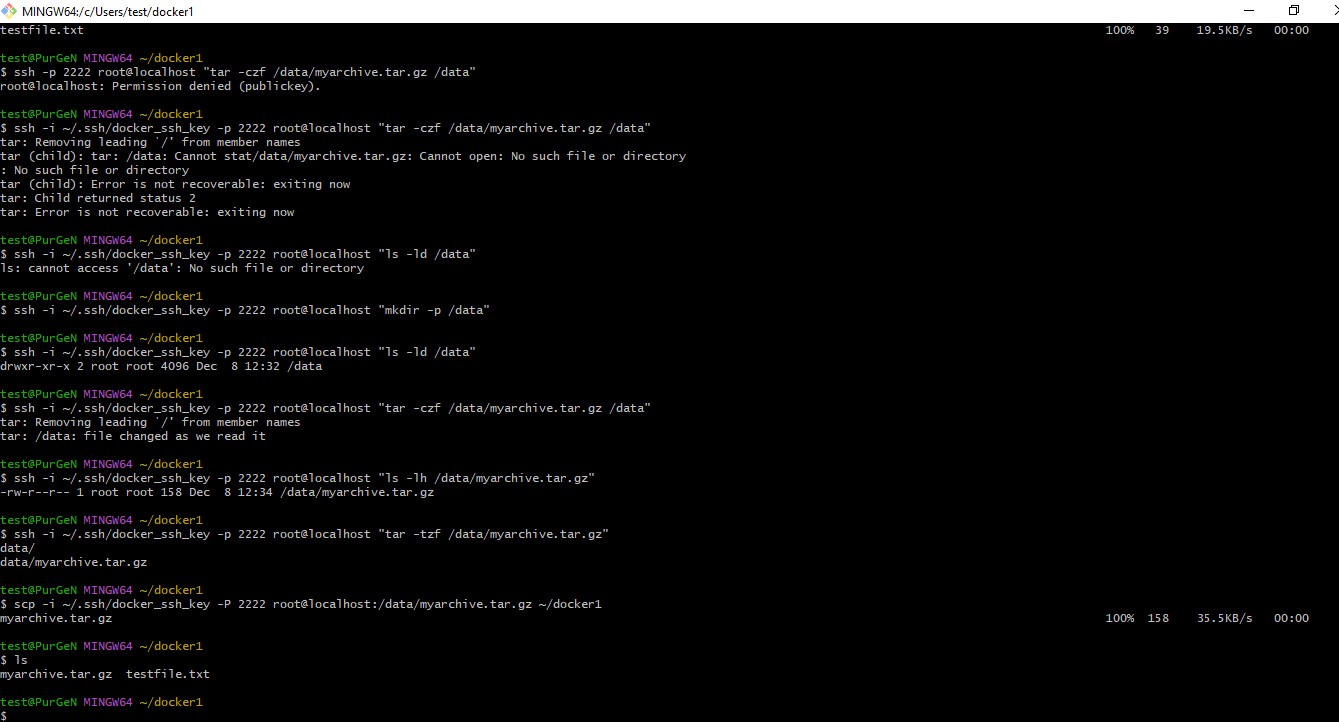 MINGW64:/c/Users/test/docker1
testfile.txt 100% 39 19.5KB/s 00:00
test@PurGeN MINGW64 ~/docker1
$ ssh -p 2222 root@localhost "tar -czf /data/myarchive.tar.gz /data"
root@localhost: Permission denied (publickey).
test@PurGeN MINGW64 ~/docker1
$ ssh -i ~/.ssh/docker_ssh_key -p 2222 root@localhost "tar -czf /data/myarchive.tar.gz /data"
tar: Removing leading `/' from member names
tar (child): tar: /data: Cannot stat/data/myarchive.tar.gz: Cannot open: No such file or directory
: No such file or directory
tar (child): Error is not recoverable: exiting now
tar: Child returned status 2
tar: Error is not recoverable: exiting now
test@PurGeN MINGW64 ~/docker1
$ ssh -i ~/.ssh/docker_ssh_key -p 2222 root@localhost "ls -ld /data"
ls: cannot access '/data': No such file or directory
test@PurGeN MINGW64 ~/docker1
$ ssh -i ~/.ssh/docker_ssh_key -p 2222 root@localhost "mkdir -p /data"
test@PurGeN MINGW64 ~/docker1
$ ssh -i ~/.ssh/docker_ssh_key -p 2222 root@localhost "ls -ld /data"
drwxr-xr-x 2 root root 4096 Dec  8 12:32 /data
test@PurGeN MINGW64 ~/docker1
$ ssh -i ~/.ssh/docker_ssh_key -p 2222 root@localhost "tar -czf /data/myarchive.tar.gz /data"
tar: Removing leading `/' from member names
tar: /data: file changed as we read it
test@PurGeN MINGW64 ~/docker1
$ ssh -i ~/.ssh/docker_ssh_key -p 2222 root@localhost "ls -lh /data/myarchive.tar.gz"
-rw-r--r-- 1 root root 158 Dec  8 12:34 /data/myarchive.tar.gz
test@PurGeN MINGW64 ~/docker1
$ ssh -i ~/.ssh/docker_ssh_key -p 2222 root@localhost "tar -tzf /data/myarchive.tar.gz"
data/
data/myarchive.tar.gz
test@PurGeN MINGW64 ~/docker1
$ scp -i ~/.ssh/docker_ssh_key -P 2222 root@localhost:/data/myarchive.tar.gz ~/docker1
myarchive.tar.gz 100% 158 35.5KB/s 00:00
test@PurGeN MINGW64 ~/docker1
$ ls
myarchive.tar.gz  testfile.txt
test@PurGeN MINGW64 ~/docker1
$